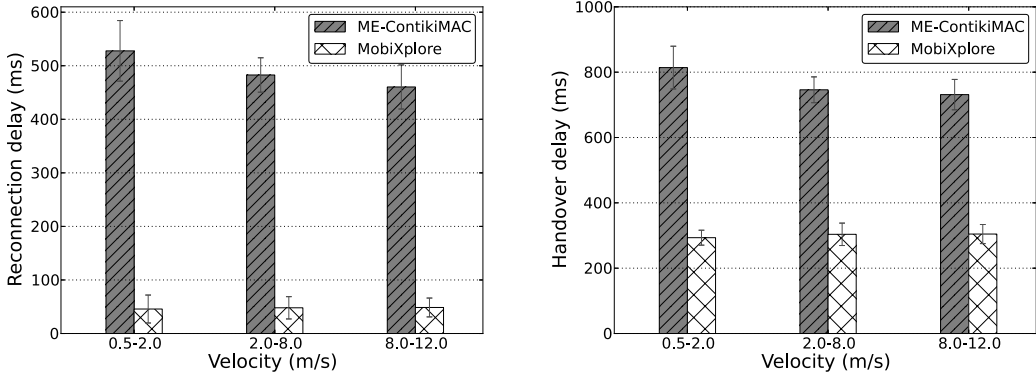 600
500
400
300
200
100
0
Reconnection delay (ms)
ME-ContikiMAC
MobiXplore
0.5-2.0 2.0-8.0 8.0-12.0
Velocity (m/s)
1000
800
600
400
200
0
Handover delay (ms)
ME-ContikiMAC
MobiXplore
0.5-2.0 2.0-8.0 8.0-12.0
Velocity (m/s)